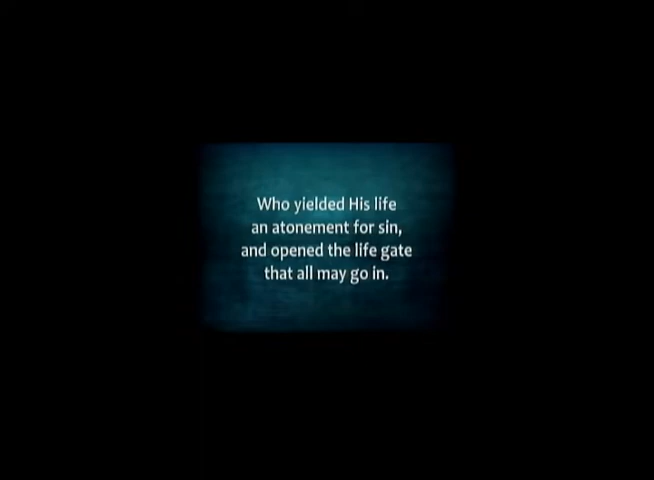 Who yielded His life
an atonement for sin,
and opened the life gate
that all may go in.